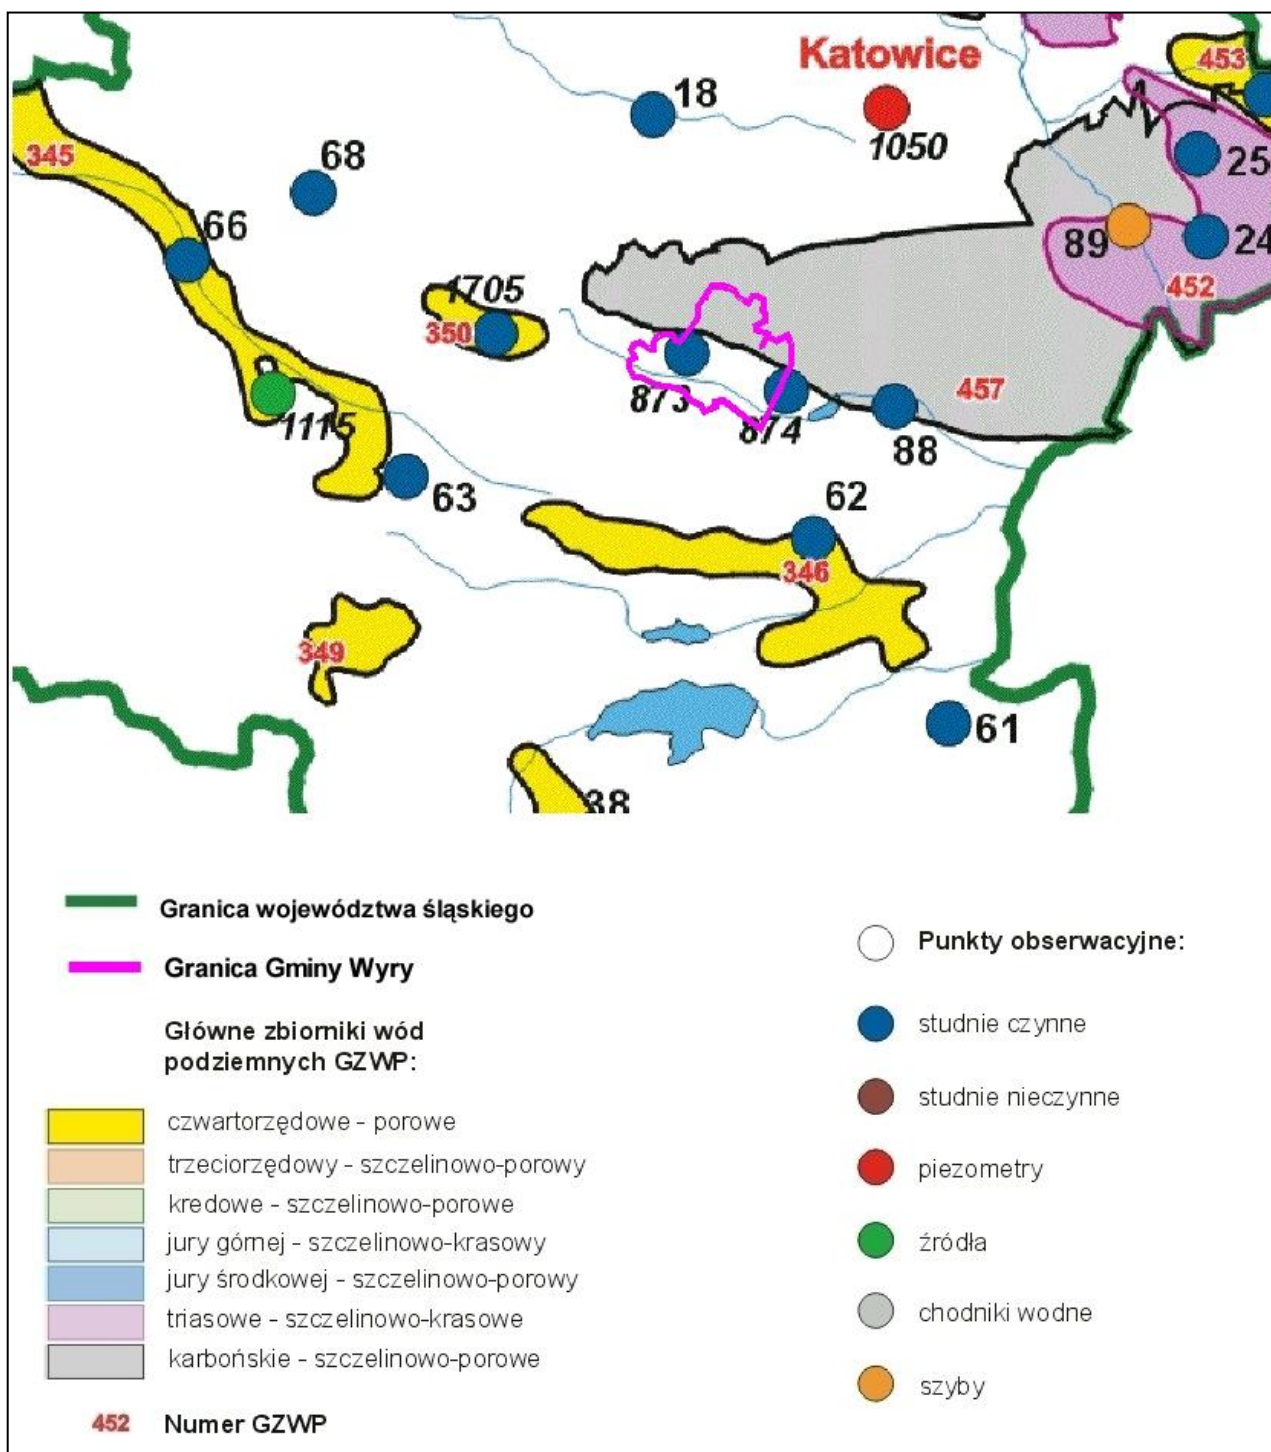 Katowice
453
18
1050
345
68
25
66
89
24
452
1705
350
873
874
457
88
1115
63
62
346
349
61
38
Granica województwa śląskiego
Granica Gminy Wyry
Główne zbiorniki wód
podziemnych GZWP:
czwartorzędowe - porowe
trzeciorzędowy - szczelinowo-porowy
kredowe - szczelinowo-porowe
jury górnej - szczelinowo-krasowy
jury środkowej - szczelinowo-porowy
triasowe - szczelinowo-krasowe
karbońskie - szczelinowo-porowe
452 Numer GZWP
Punkty obserwacyjne:
studnie czynne
studnie nieczynne
piezometry
źródła
chodniki wodne
szyby